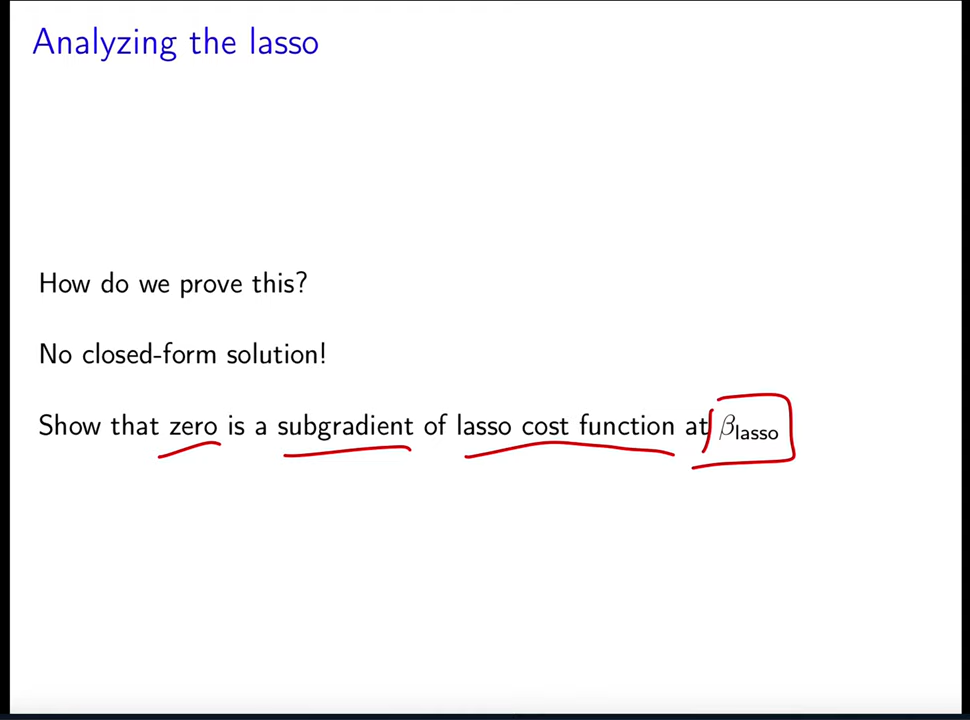 Analyzing the lasso
How do we prove this?
No closed-form solution!
Show that zero is a subgradient of lasso cost function at β_lasso